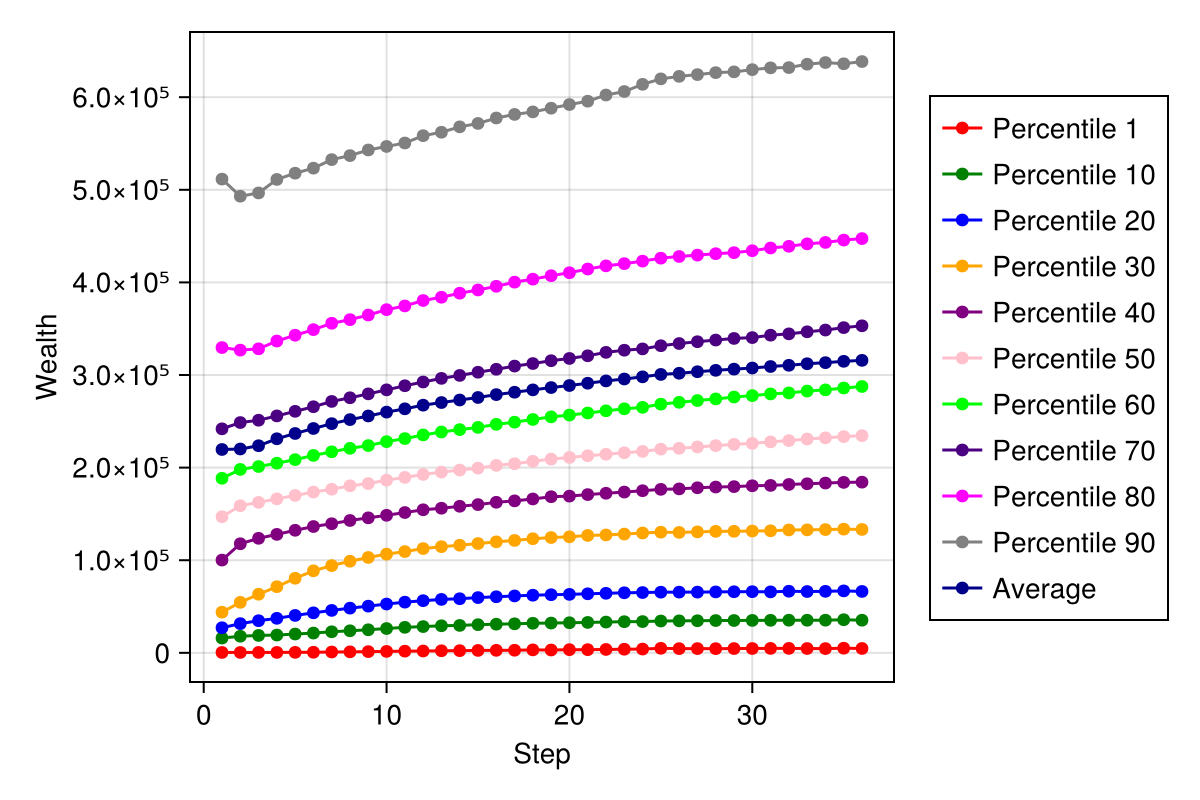 6.0×10⁵
5.0×10⁵
4.0×10⁵
3.0×10⁵
2.0×10⁵
1.0×10⁵
0
Wealth
0 10 20 30
Step
Percentile 1
Percentile 10
Percentile 20
Percentile 30
Percentile 40
Percentile 50
Percentile 60
Percentile 70
Percentile 80
Percentile 90
Average